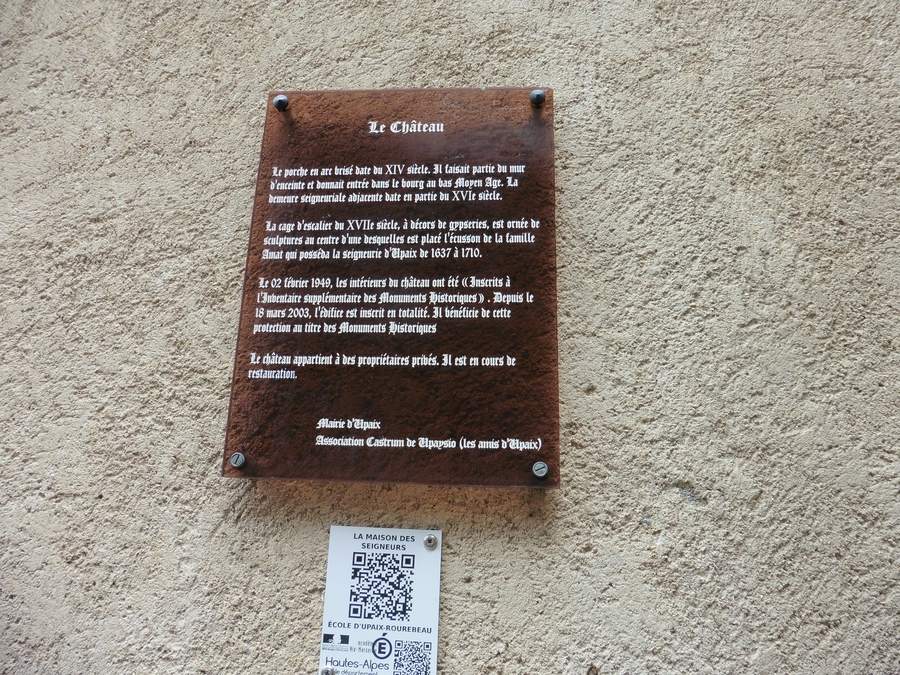 Le Château
Le porche en arc brisé date du XIV siècle. Il faisait partie du mur
d'enceinte et donnait entrée dans le bourg au bas Moyen Age. La
demeure seigneuriale adjacente date en partie du XVIe siècle.
La cage d'escalier du XVIIe siècle, à décors de gypseries, est ornée de
sculptures au centre d'une desquelles est placé l'écusson de la famille
Amat qui posséda la seigneurie d'Upaix de 1637 à 1710.
Le 02 février 1949, les intérieurs du château ont été «Inscrits à
l'Inventaire supplémentaire des Monuments Historiques» . Depuis le
18 mars 2003, l'édifice est inscrit en totalité. Il bénéficie de cette
protection au titre des Monuments Historiques
Le château appartient à des propriétaires privés. Il est en cours de
restauration.
Mairie d'Upaix
Association Castrum de Upaysio (les amis d'Upaix)
LA MAISON DES
SEIGNEURS
ÉCOLE D'UPAIX-ROUREBEAU
Hautes-Alpes
le département